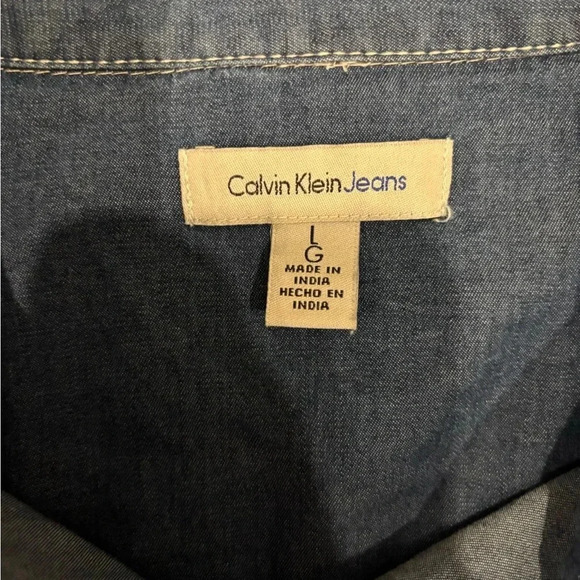 Calvin Klein Jeans
L
G
MADE IN
INDIA
HECHO EN
INDIA